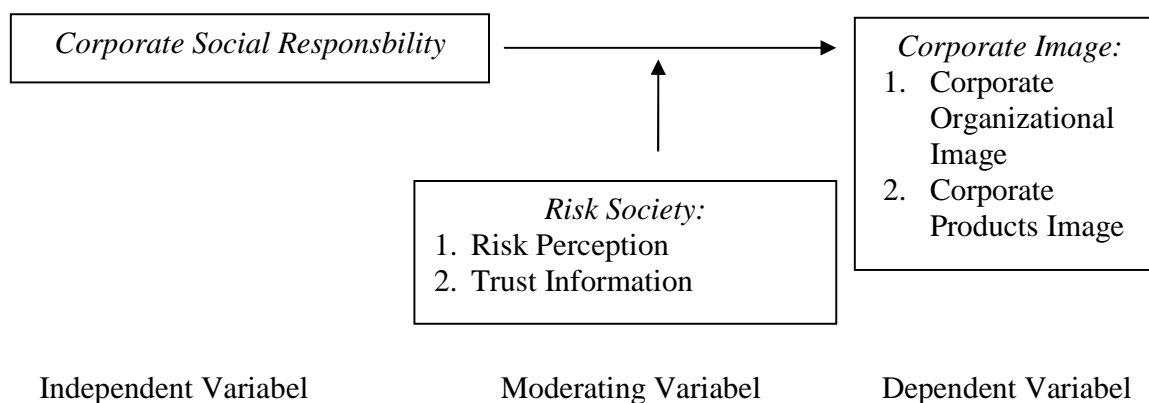 Corporate Social Responsbility
Corporate Image:
1. Corporate
Organizational
Image
2. Corporate
Products Image
Risk Society:
1. Risk Perception
2. Trust Information
Independent Variabel
Moderating Variabel
Dependent Variabel